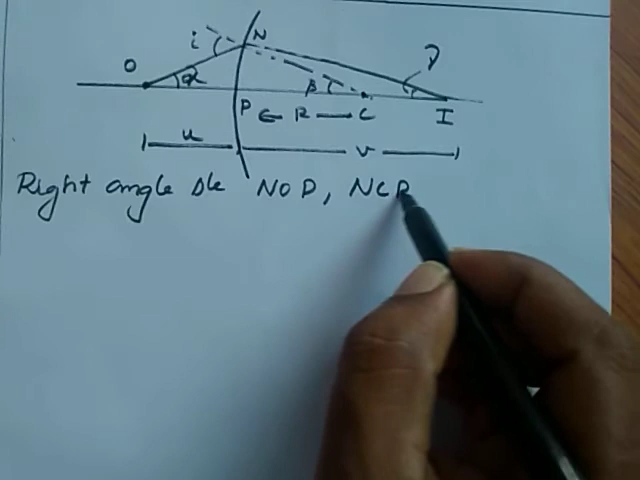 i N
O α β γ
P ← R — C I
u v
Right angle Δle NOP, NCP